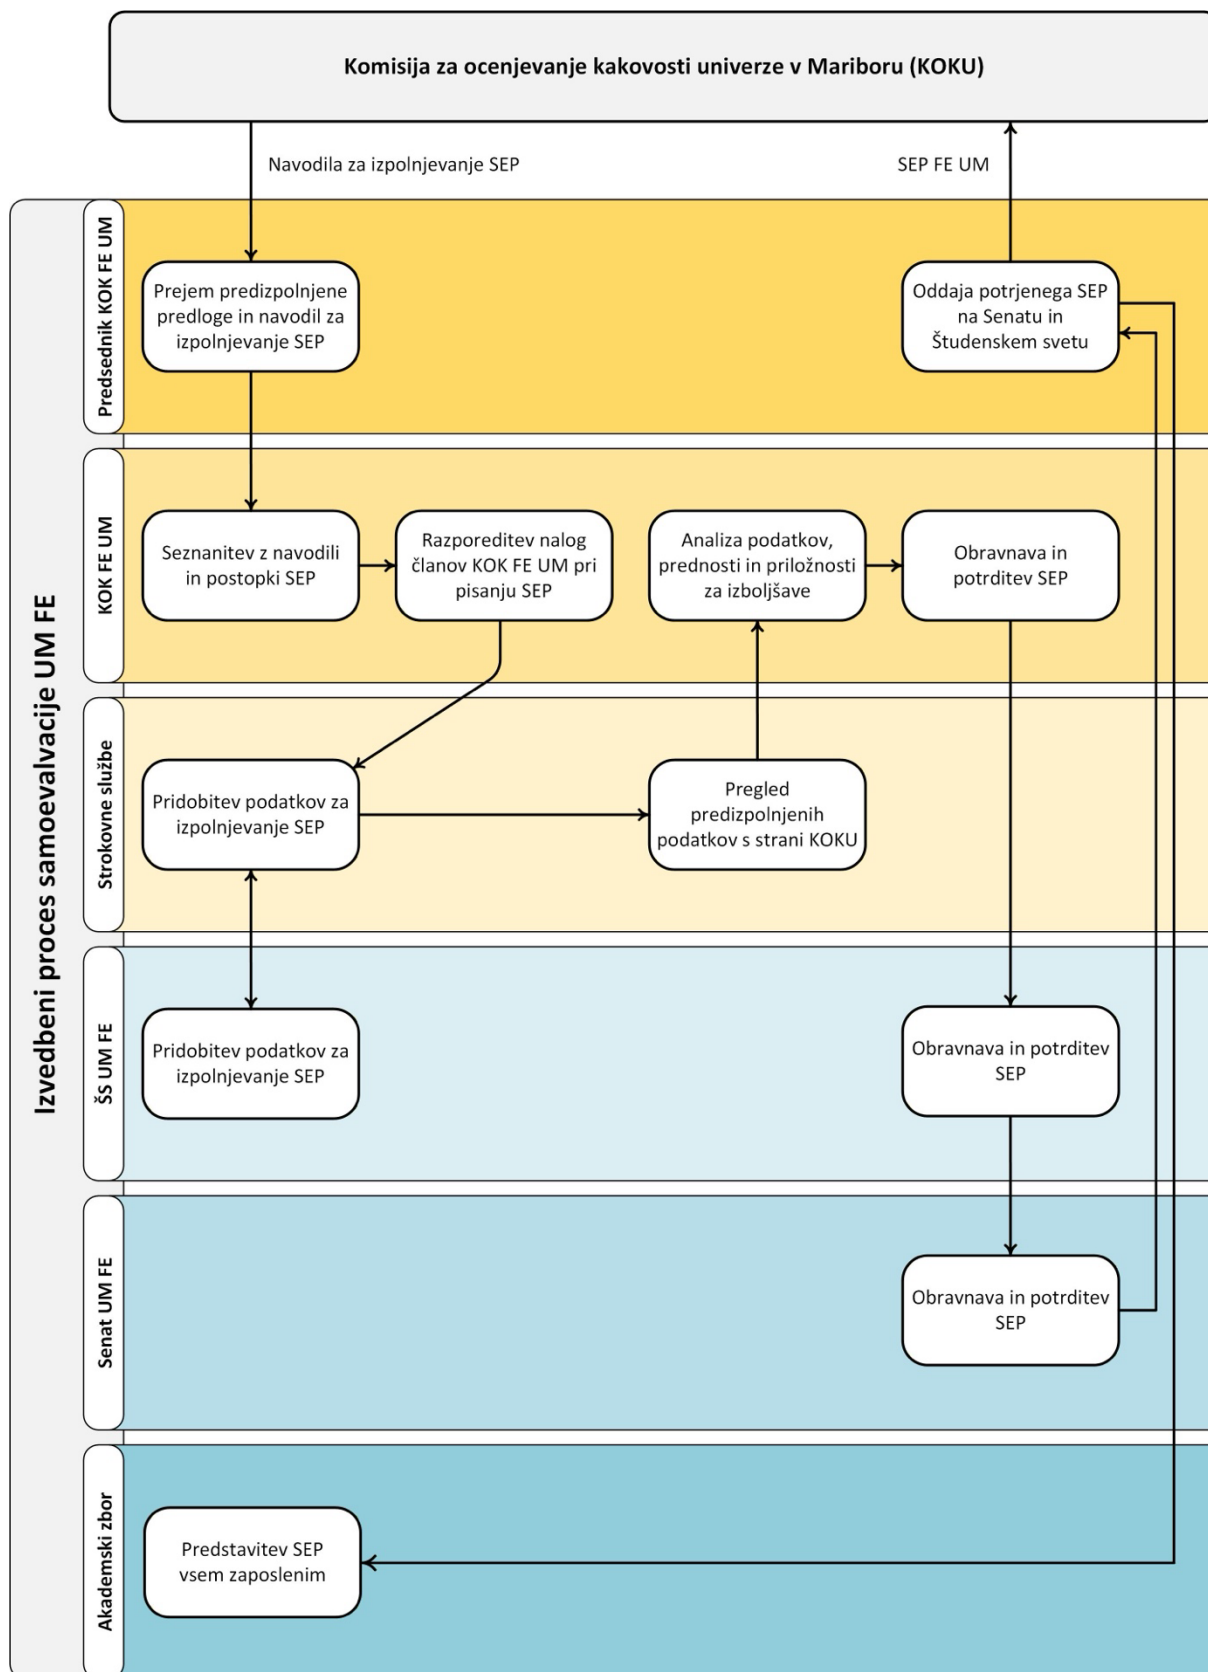 Komisija za ocenjevanje kakovosti univerze v Mariboru (KOKU)
Navodila za izpolnjevanje SEP
SEP FE UM
Izvedbeni proces samoevalvacije UM FE
Predsednik KOK FE UM
Prejem predizpolnjene
predloge in navodil za
izpolnjevanje SEP
Oddaja potrjenega SEP
na Senatu in
Študenskem svetu
KOK FE UM
Seznanitev z navodili
in postopki SEP
Razporeditev nalog
članov KOK FE UM pri
pisanju SEP
Analiza podatkov,
prednosti in priložnosti
za izboljšave
Obravnava in
potrditev SEP
Strokovne službe
Pridobitev podatkov za
izpolnjevanje SEP
Pregled
predizpolnjenih
podatkov s strani KOKU
ŠS UM FE
Pridobitev podatkov za
izpolnjevanje SEP
Obravnava in potrditev
SEP
Senat UM FE
Obravnava in potrditev
SEP
Akademski zbor
Predstavitev SEP
vsem zaposlenim